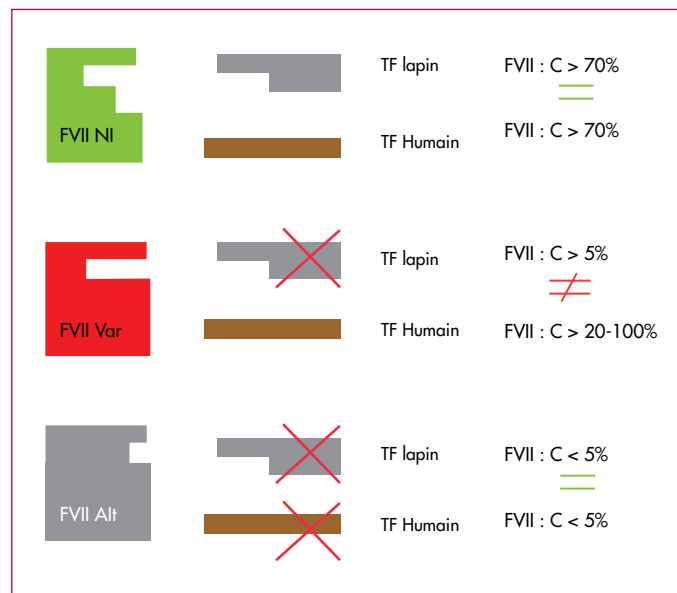 TF lapin FVII : C > 70%
FVII Nl TF Humain FVII : C > 70%
TF lapin FVII : C > 5%
FVII Var TF Humain FVII : C > 20-100%
TF lapin FVII : C < 5%
FVII Alt TF Humain FVII : C < 5%